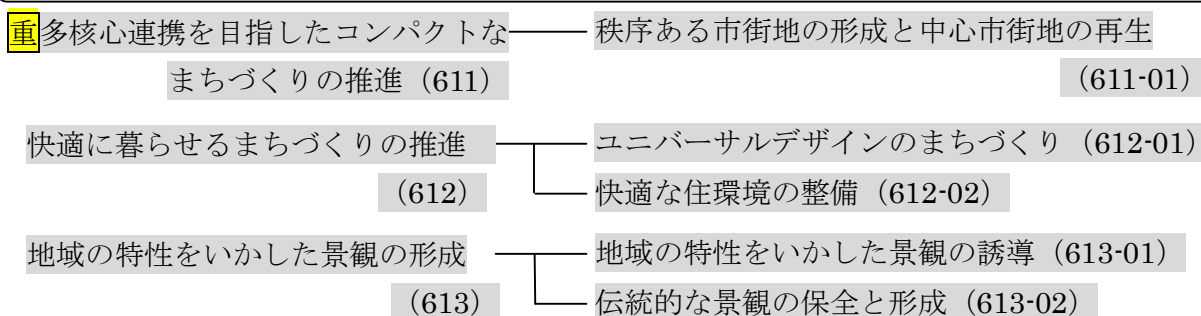 重多核心連携を目指したコンパクトな 秩序ある市街地の形成と中心市街地の再生
まちづくりの推進（611） （611-01）
快適に暮らせるまちづくりの推進 ユニバーサルデザインのまちづくり（612-01）
（612） 快適な住環境の整備（612-02）
地域の特性をいかした景観の形成 地域の特性をいかした景観の誘導（613-01）
（613） 伝統的な景観の保全と形成（613-02）